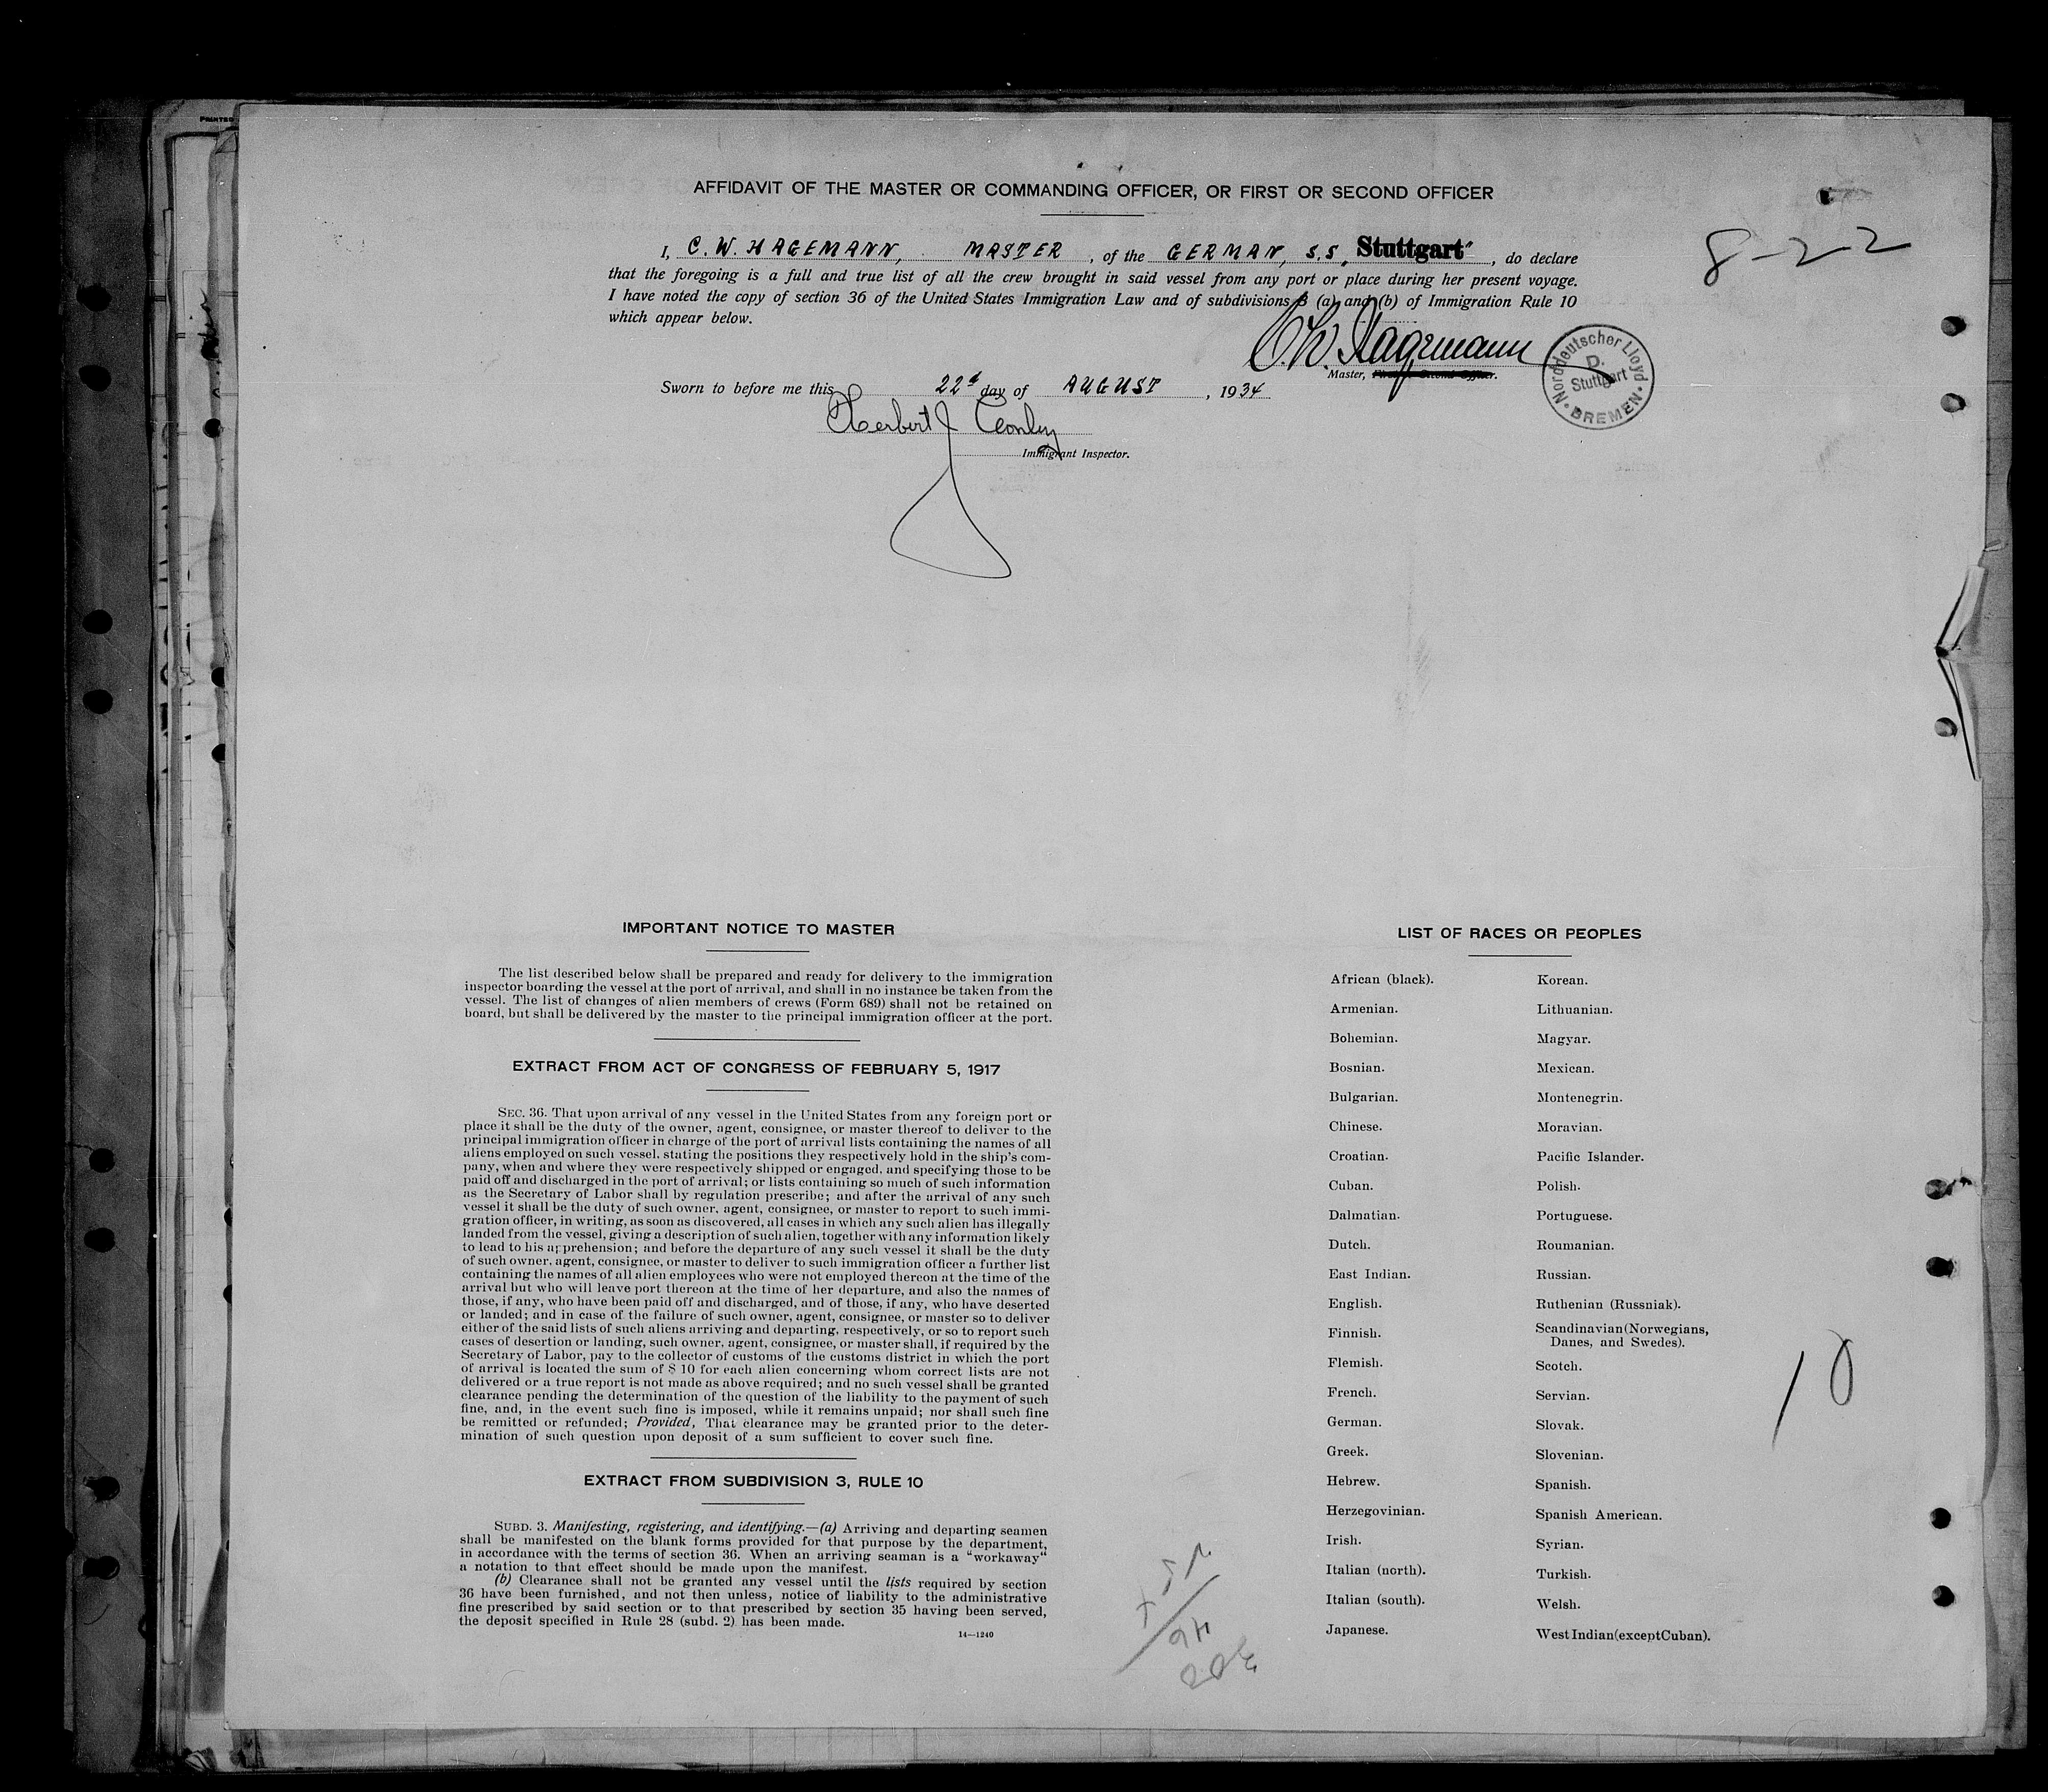 PRINTED
AFFIDAVIT OF THE MASTER OR COMMANDING OFFICER, OR FIRST OR SECOND OFFICER
8-22
I, C. W. HAGEMANN, MASTER, of the GERMAN, S.S, Stuttgart", do declare
that the foregoing is a full and true list of all the crew brought in said vessel from any port or place during her present voyage.
I have noted the copy of section 36 of the United States Immigration Law and of subdivisions 3 (a) and (b) of Immigration Rule 10
which appear below.
C.W. Hagemann
Master, First or Second Officer.
Norddeutscher Lloyd
D.
Stuttgart
BREMEN
Sworn to before me this 22d day of AUGUST, 1934
Herbert J Conley
Immigrant Inspector.
IMPORTANT NOTICE TO MASTER
The list described below shall be prepared and ready for delivery to the immigration
inspector boarding the vessel at the port of arrival, and shall in no instance be taken from the
vessel. The list of changes of alien members of crews (Form 689) shall not be retained on
board, but shall be delivered by the master to the principal immigration officer at the port.
EXTRACT FROM ACT OF CONGRESS OF FEBRUARY 5, 1917
SEC. 36. That upon arrival of any vessel in the United States from any foreign port or
place it shall be the duty of the owner, agent, consignee, or master thereof to deliver to the
principal immigration officer in charge of the port of arrival lists containing the names of all
aliens employed on such vessel, stating the positions they respectively hold in the ship's com-
pany, when and where they were respectively shipped or engaged, and specifying those to be
paid off and discharged in the port of arrival; or lists containing so much of such information
as the Secretary of Labor shall by regulation prescribe; and after the arrival of any such
vessel it shall be the duty of such owner, agent, consignee, or master to report to such immi-
gration officer, in writing, as soon as discovered, all cases in which any such alien has illegally
landed from the vessel, giving a description of such alien, together with any information likely
to lead to his apprehension; and before the departure of any such vessel it shall be the duty
of such owner, agent, consignee, or master to deliver to such immigration officer a further list
containing the names of all alien employees who were not employed thereon at the time of the
arrival but who will leave port thereon at the time of her departure, and also the names of
those, if any, who have been paid off and discharged, and of those, if any, who have deserted
or landed; and in case of the failure of such owner, agent, consignee, or master so to deliver
either of the said lists of such aliens arriving and departing, respectively, or so to report such
cases of desertion or landing, such owner, agent, consignee, or master shall, if required by the
Secretary of Labor, pay to the collector of customs of the customs district in which the port
of arrival is located the sum of $ 10 for each alien concerning whom correct lists are not
delivered or a true report is not made as above required; and no such vessel shall be granted
clearance pending the determination of the question of the liability to the payment of such
fine, and, in the event such fine is imposed, while it remains unpaid; nor shall such fine
be remitted or refunded; Provided, That clearance may be granted prior to the deter-
mination of such question upon deposit of a sum sufficient to cover such fine.
EXTRACT FROM SUBDIVISION 3, RULE 10
SUBD. 3. Manifesting, registering, and identifying.—(a) Arriving and departing seamen
shall be manifested on the blank forms provided for that purpose by the department,
in accordance with the terms of section 36. When an arriving seaman is a "workaway"
a notation to that effect should be made upon the manifest.
(b) Clearance shall not be granted any vessel until the lists required by section
36 have been furnished, and not then unless, notice of liability to the administrative
fine prescribed by said section or to that prescribed by section 35 having been served,
the deposit specified in Rule 28 (subd. 2) has been made.
14—1240
LIST OF RACES OR PEOPLES
African (black).
Armenian.
Bohemian.
Bosnian.
Bulgarian.
Chinese.
Croatian.
Cuban.
Dalmatian.
Dutch.
East Indian.
English.
Finnish.
Flemish.
French.
German.
Greek.
Hebrew.
Herzegovinian.
Irish.
Italian (north).
Italian (south).
Japanese.
Korean.
Lithuanian.
Magyar.
Mexican.
Montenegrin.
Moravian.
Pacific Islander.
Polish.
Portuguese.
Roumanian.
Russian.
Ruthenian (Russniak).
Scandinavian (Norwegians,
Danes, and Swedes).
Scotch.
Servian.
Slovak.
Slovenian.
Spanish.
Spanish American.
Syrian.
Turkish.
Welsh.
West Indian (except Cuban).
10